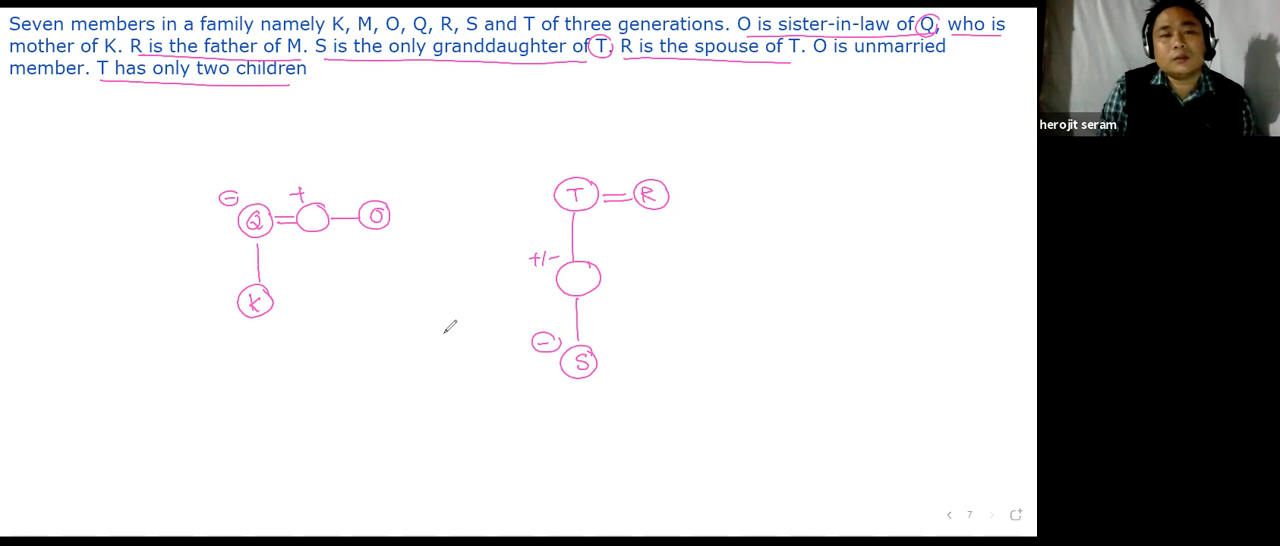 Seven members in a family namely K, M, O, Q, R, S and T of three generations. O is sister-in-law of Q, who is
mother of K. R is the father of M. S is the only granddaughter of T. R is the spouse of T. O is unmarried
member. T has only two children
herojit seram
T = R
- + Q = O
+/-
K
- S
< 7 >